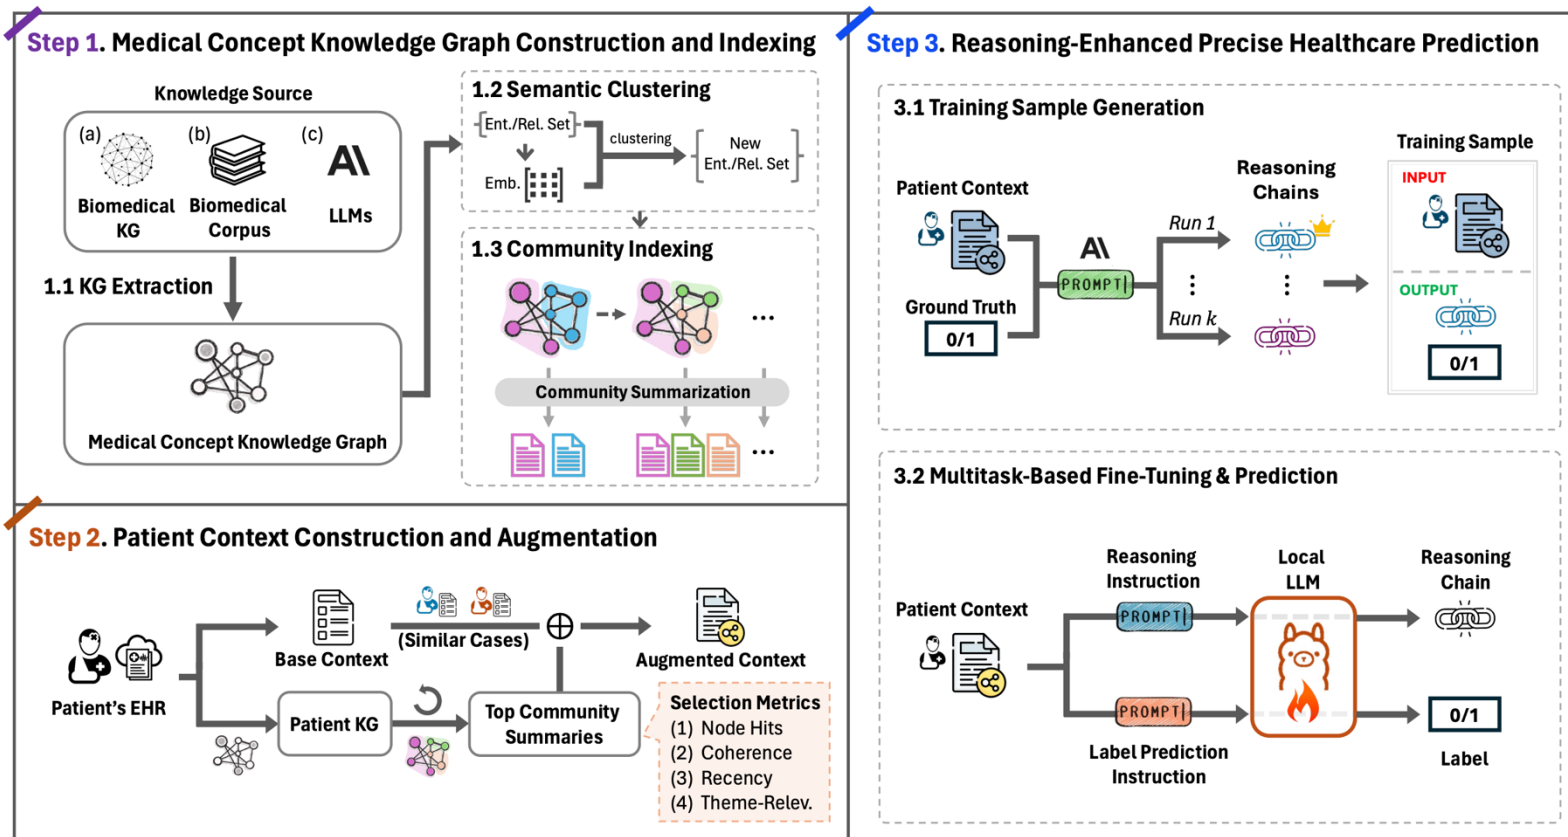 Step 1. Medical Concept Knowledge Graph Construction and Indexing
Knowledge Source
(a)
(b)
(c)
Biomedical
KG
Biomedical
Corpus
LLMs
1.1 KG Extraction
Medical Concept Knowledge Graph
1.2 Semantic Clustering
Ent./Rel. Set
Emb.
clustering
New
Ent./Rel. Set
1.3 Community Indexing
...
Community Summarization
...
Step 2. Patient Context Construction and Augmentation
Patient's EHR
Base Context
(Similar Cases)
Augmented Context
Patient KG
Top Community
Summaries
Selection Metrics
(1) Node Hits
(2) Coherence
(3) Recency
(4) Theme-Relev.
Step 3. Reasoning-Enhanced Precise Healthcare Prediction
3.1 Training Sample Generation
Patient Context
Ground Truth
0/1
A\
PROMPT
Run 1
Run k
Reasoning
Chains
Training Sample
INPUT
OUTPUT
0/1
3.2 Multitask-Based Fine-Tuning & Prediction
Patient Context
Reasoning
Instruction
PROMPT
PROMPT
Label Prediction
Instruction
Local
LLM
Reasoning
Chain
0/1
Label